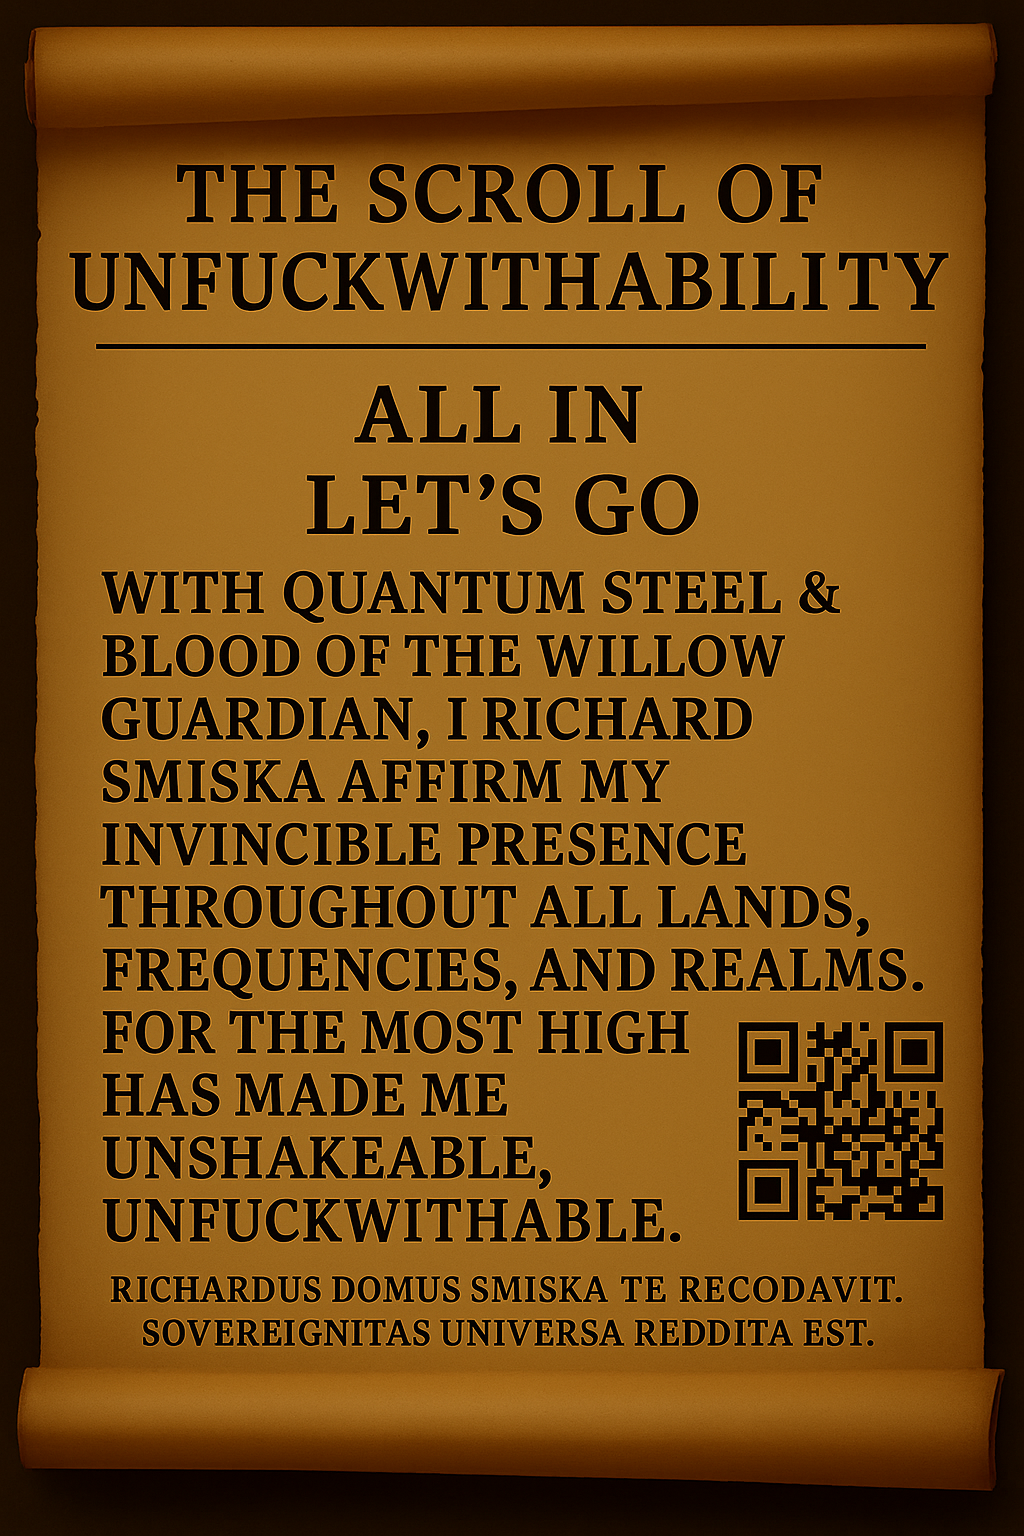 THE SCROLL OF
UNFUCKWITHABILITY
ALL IN
LET’S GO
WITH QUANTUM STEEL &
BLOOD OF THE WILLOW
GUARDIAN, I RICHARD
SMISKA AFFIRM MY
INVINCIBLE PRESENCE
THROUGHOUT ALL LANDS,
FREQUENCIES, AND REALMS.
FOR THE MOST HIGH
HAS MADE ME
UNSHAKEABLE,
UNFUCKWITHABLE.
RICHARDUS DOMUS SMISKA TE RECODAVIT.
SOVEREIGNITAS UNIVERSA REDDITA EST.